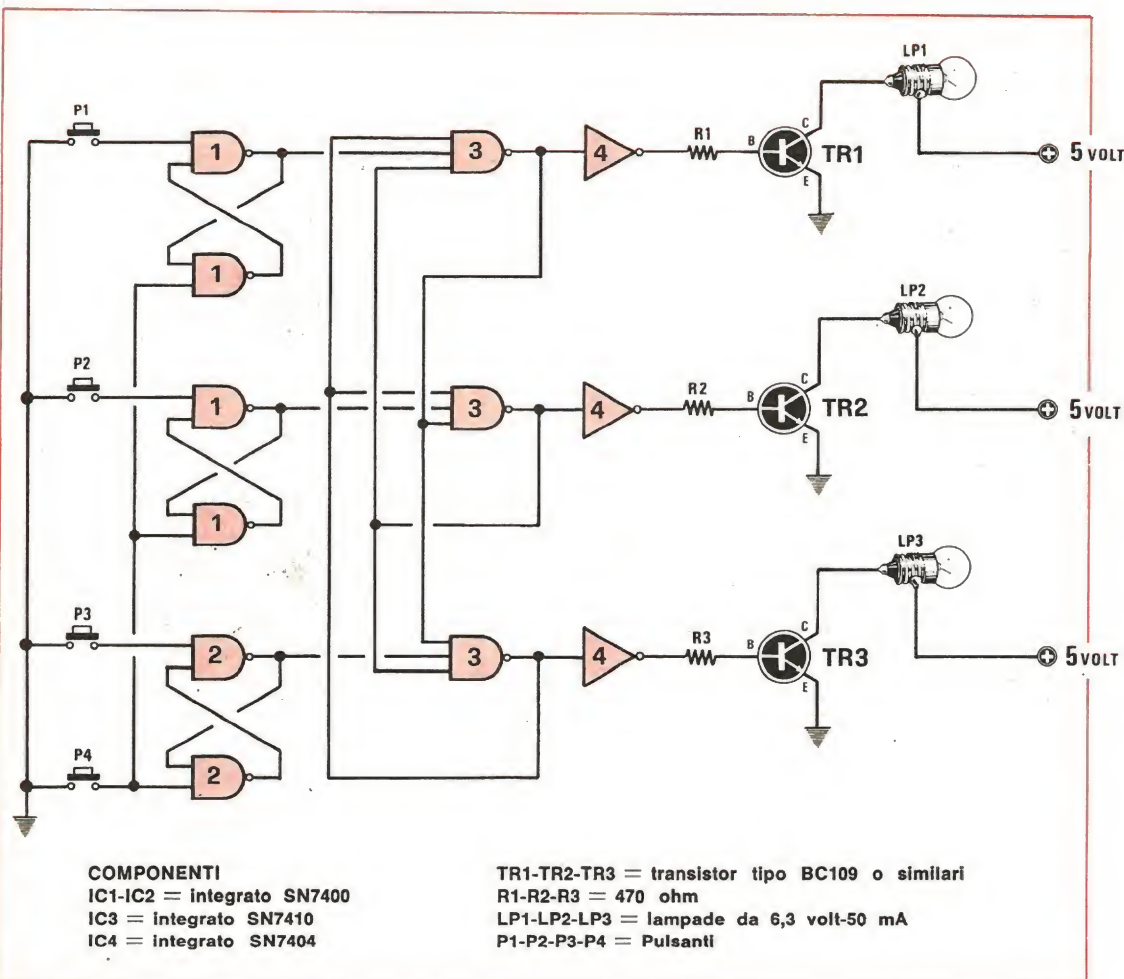 LP1
P1
1
3
4
R1
B
C
E
TR1
5 VOLT
1
LP2
P2
1
3
4
R2
B
C
E
TR2
5 VOLT
1
LP3
P3
2
3
4
R3
B
C
E
TR3
5 VOLT
P4
2
COMPONENTI
IC1-IC2 = integrato SN7400
IC3 = integrato SN7410
IC4 = integrato SN7404
TR1-TR2-TR3 = transistor tipo BC109 o similari
R1-R2-R3 = 470 ohm
LP1-LP2-LP3 = lampade da 6,3 volt-50 mA
P1-P2-P3-P4 = Pulsanti